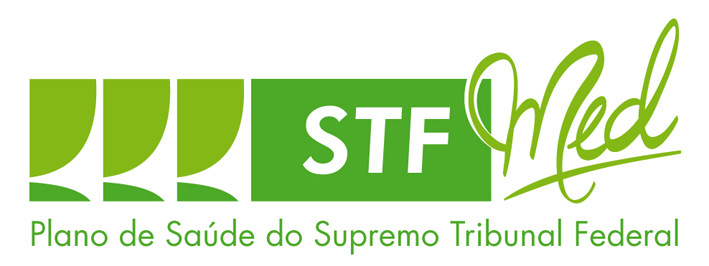 STF Med
Plano de Saúde do Supremo Tribunal Federal